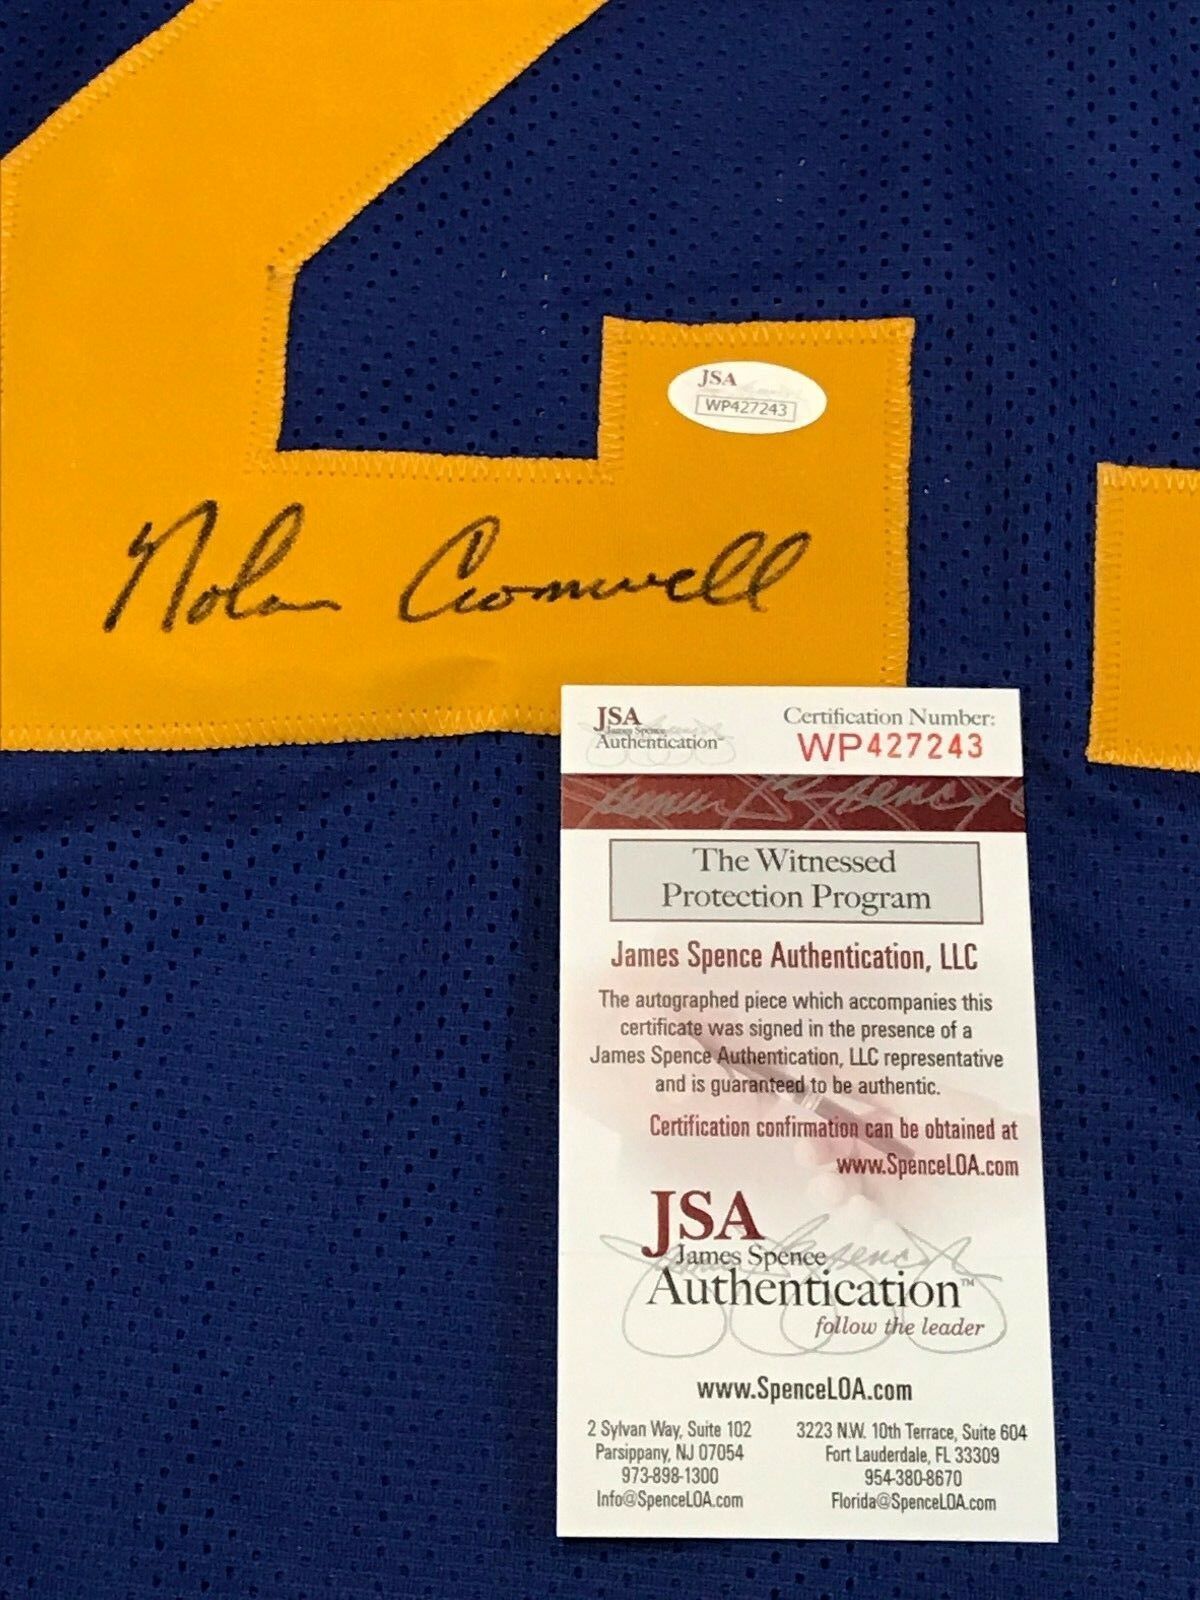 JSA
WP427243
Nolan Cromwell
JSA
James Spence
Authentication
Certification Number:
WP427243
The Witnessed
Protection Program
James Spence Authentication, LLC
The autographed piece which accompanies this
certificate was signed in the presence of a
James Spence Authentication, LLC representative
and is guaranteed to be authentic.
Certification confirmation can be obtained at
www.SpenceLOA.com
JSA
James Spence
Authentication™
follow the leader
www.SpenceLOA.com
2 Sylvan Way, Suite 102
Parsippany, NJ 07054
973-898-1300
Info@SpenceLOA.com
3223 N.W. 10th Terrace, Suite 604
Fort Lauderdale, FL 33309
954-380-8670
Florida@SpenceLOA.com